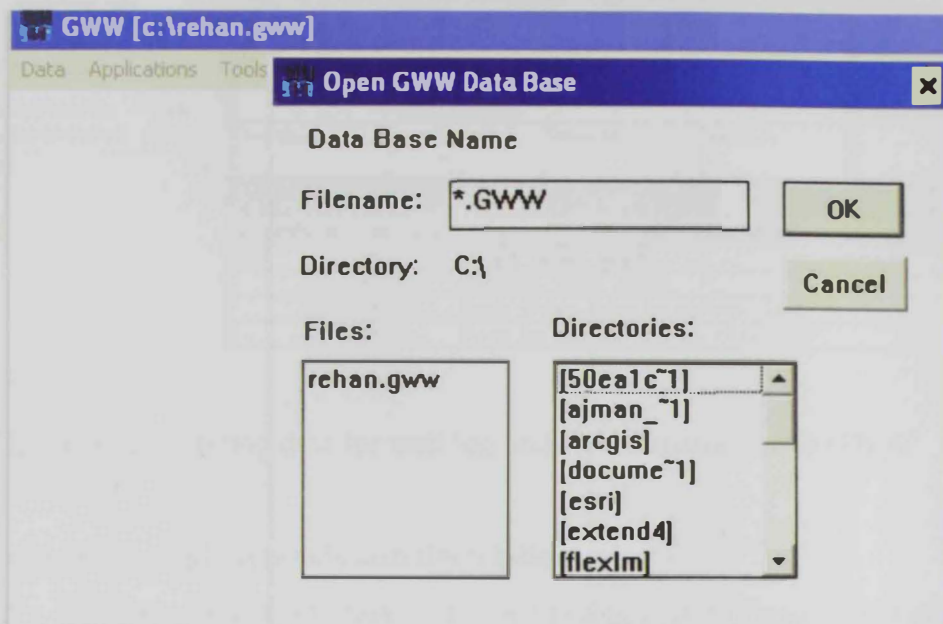 GWW [c:\rehan.gww]
Data Applications Tools
Open GWW Data Base
Data Base Name
Filename: *.GWW
OK
Directory: C:\
Cancel
Files:
Directories:
rehan.gww
[50ea1c~1]
[ajman_~1]
[arcgis]
[docume~1]
[esri]
[extend4]
[flexlm]